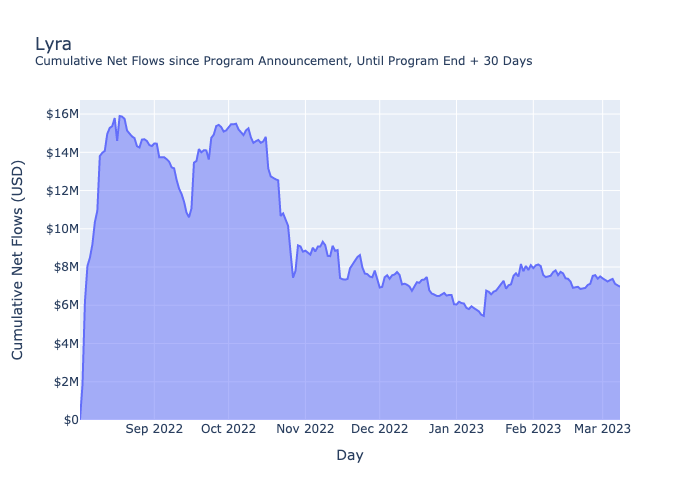 Lyra
Cumulative Net Flows since Program Announcement, Until Program End + 30 Days
Cumulative Net Flows (USD)
$16M
$14M
$12M
$10M
$8M
$6M
$4M
$2M
$0
Sep 2022 Oct 2022 Nov 2022 Dec 2022 Jan 2023 Feb 2023 Mar 2023
Day